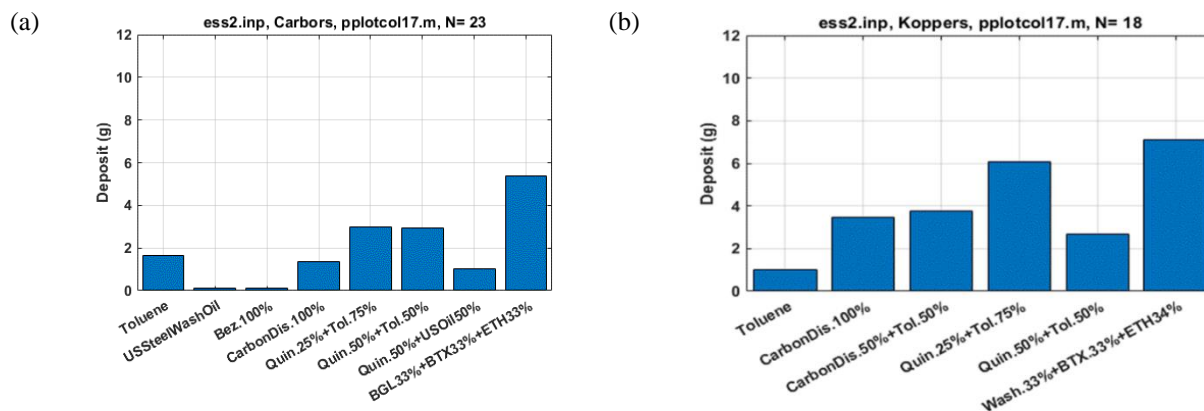 (a)
ess2.inp, Carbors, pplotcol17.m, N= 23
12
10
8
6
4
2
0
Deposit (g)
Toluene
USSteelWashOil
Bez.100%
CarbonDis.100%
Quin.25%+Tol.75%
Quin.50%+Tol.50%
Quin.50%+USOil50%
BGL33%+BTX33%+ETH33%
(b)
ess2.inp, Koppers, pplotcol17.m, N= 18
12
10
8
6
4
2
0
Deposit (g)
Toluene
CarbonDis.100%
CarbonDis.50%+Tol.50%
Quin.25%+Tol.75%
Quin.50%+Tol.50%
Wash.33%+BTX.33%+ETH34%